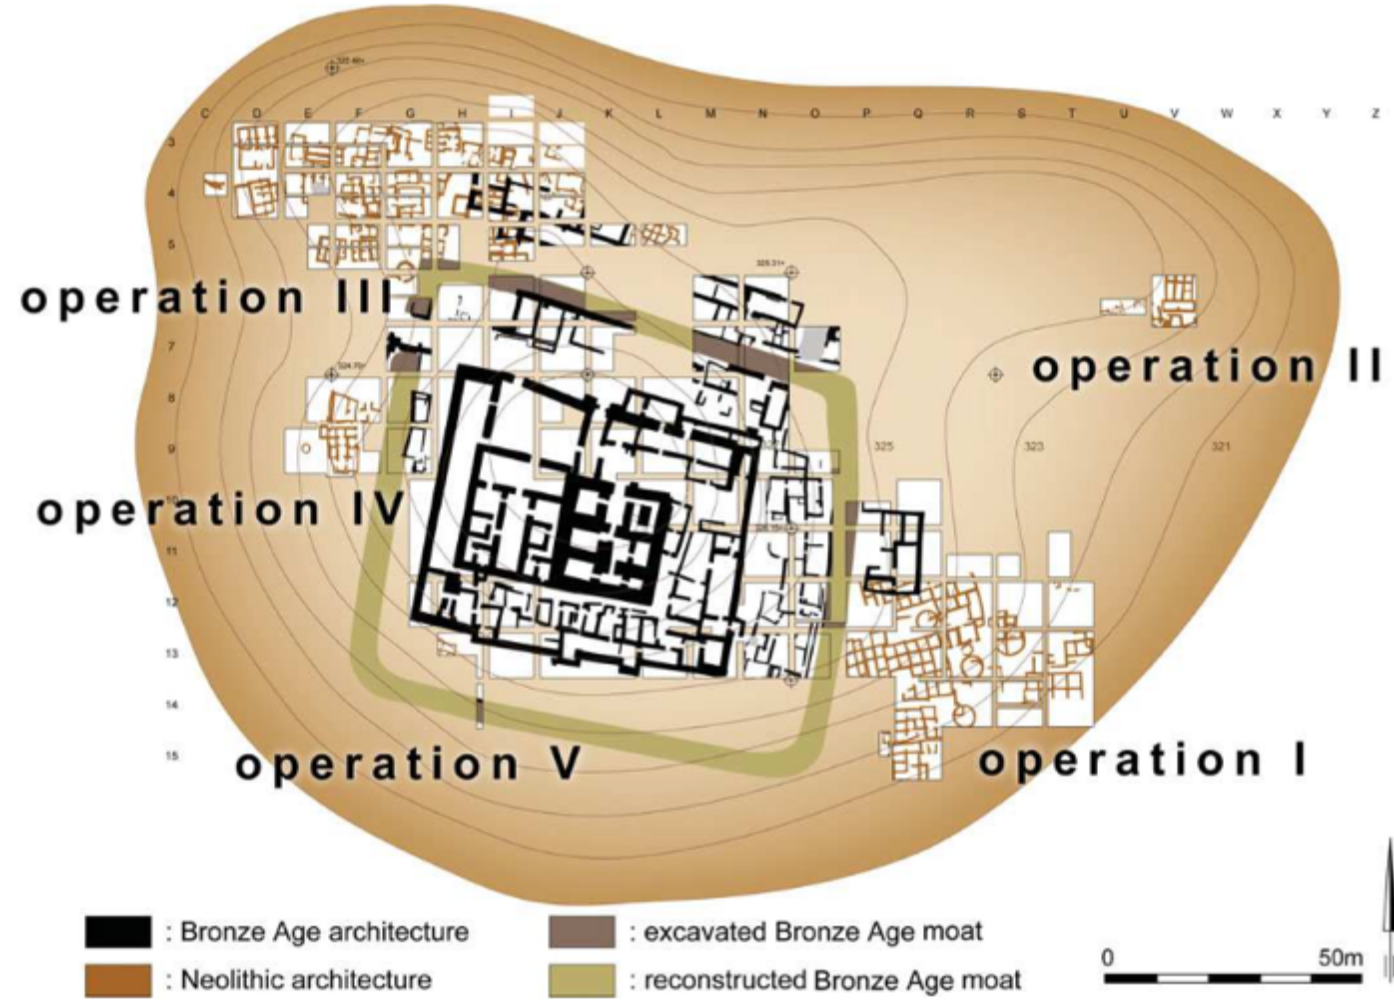 C D E F G H I J K L M N O P Q R S T U V W X Y Z
3
4
5
operation III
7
operation II
8
9
325
323
321
operation IV
10
11
12
13
14
15
operation V
operation I
: Bronze Age architecture
: excavated Bronze Age moat
: Neolithic architecture
: reconstructed Bronze Age moat
0 50m